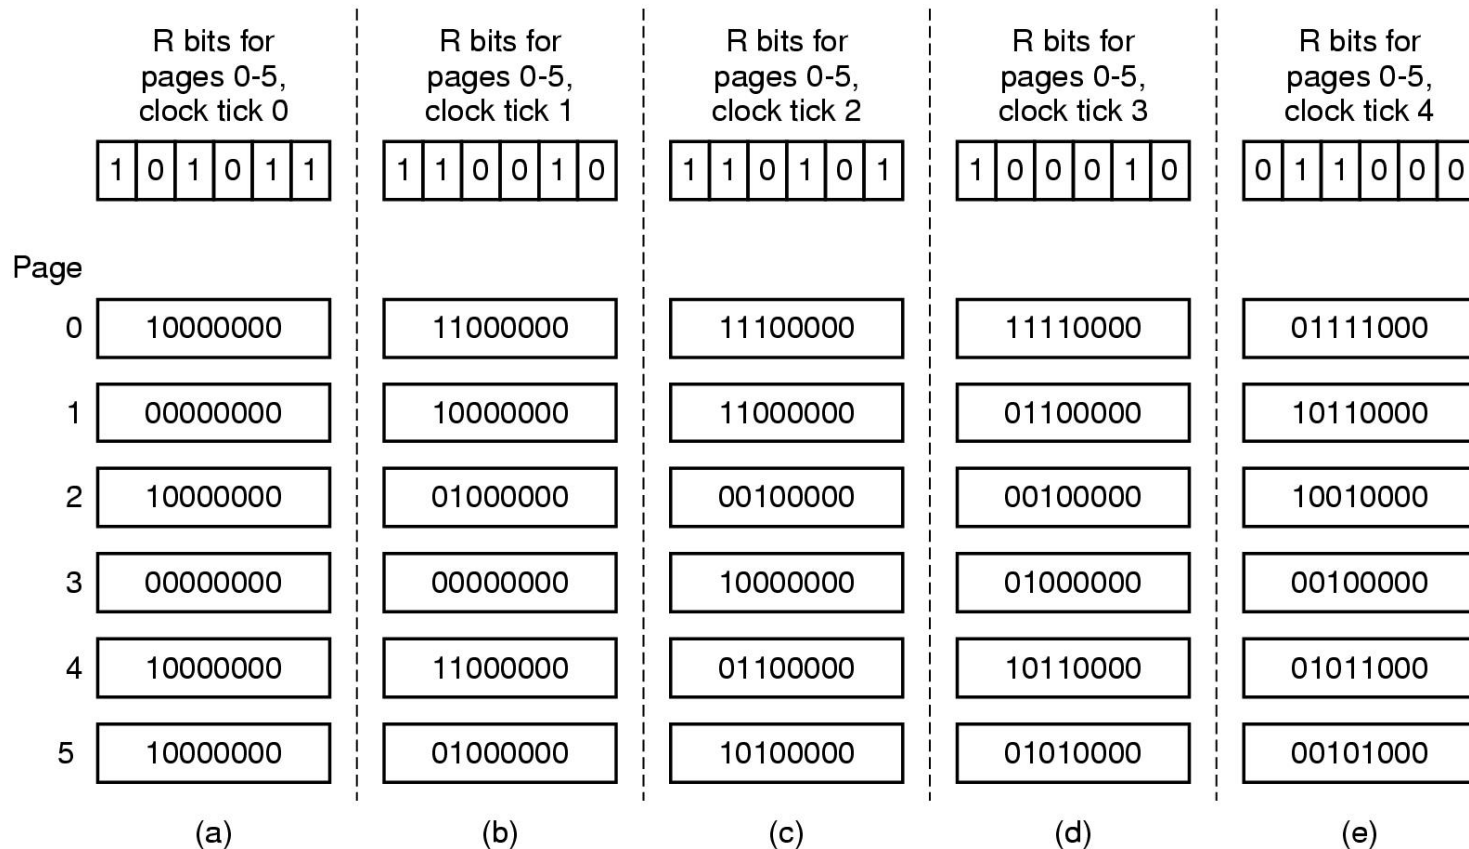 R bits for
pages 0-5,
clock tick 0
R bits for
pages 0-5,
clock tick 1
R bits for
pages 0-5,
clock tick 2
R bits for
pages 0-5,
clock tick 3
R bits for
pages 0-5,
clock tick 4
1 0 1 0 1 1
1 1 0 0 1 0
1 1 0 1 0 1
1 0 0 0 1 0
0 1 1 0 0 0
Page
0 10000000 11000000 11100000 11110000 01111000
1 00000000 10000000 11000000 01100000 10110000
2 10000000 01000000 00100000 00100000 10010000
3 00000000 00000000 10000000 01000000 00100000
4 10000000 11000000 01100000 10110000 01011000
5 10000000 01000000 10100000 01010000 00101000
(a) (b) (c) (d) (e)